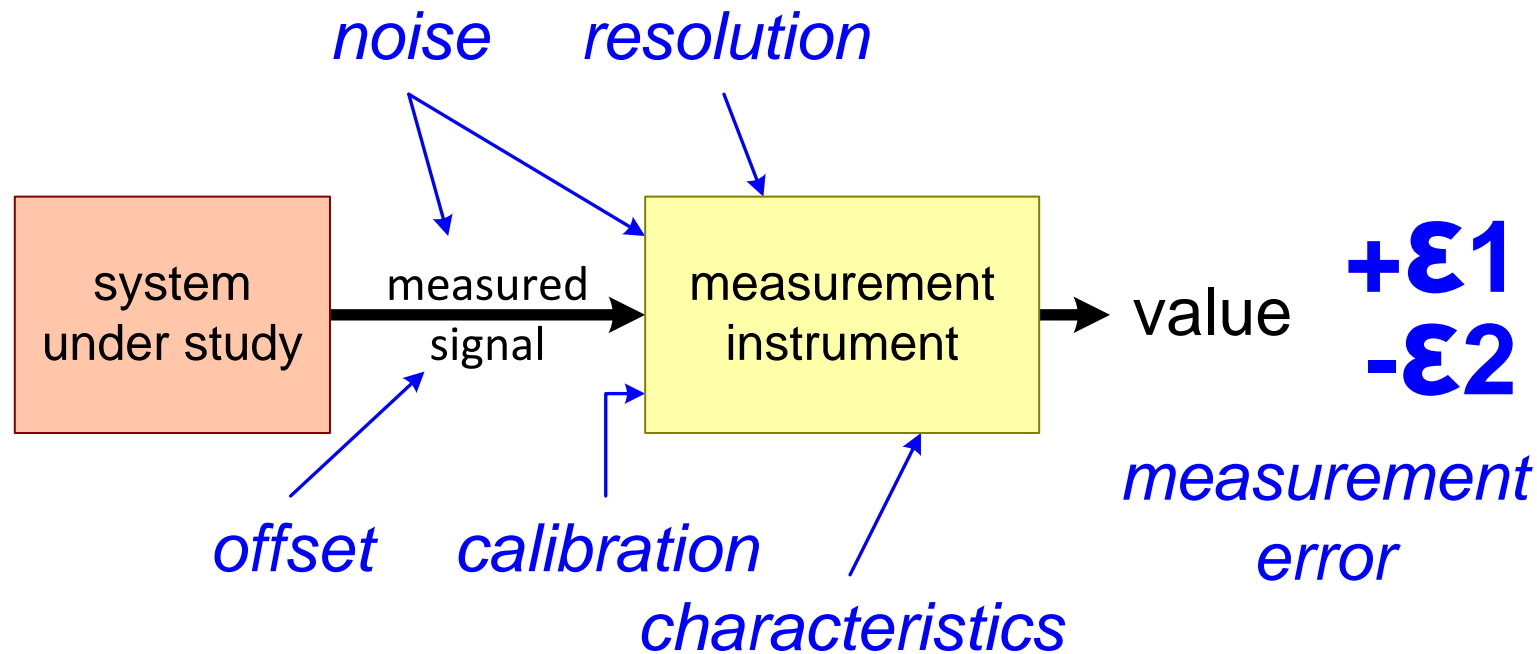 noise
resolution
system
under study
measured
signal
measurement
instrument
value
+ε1
-ε2
measurement
error
offset
calibration
characteristics